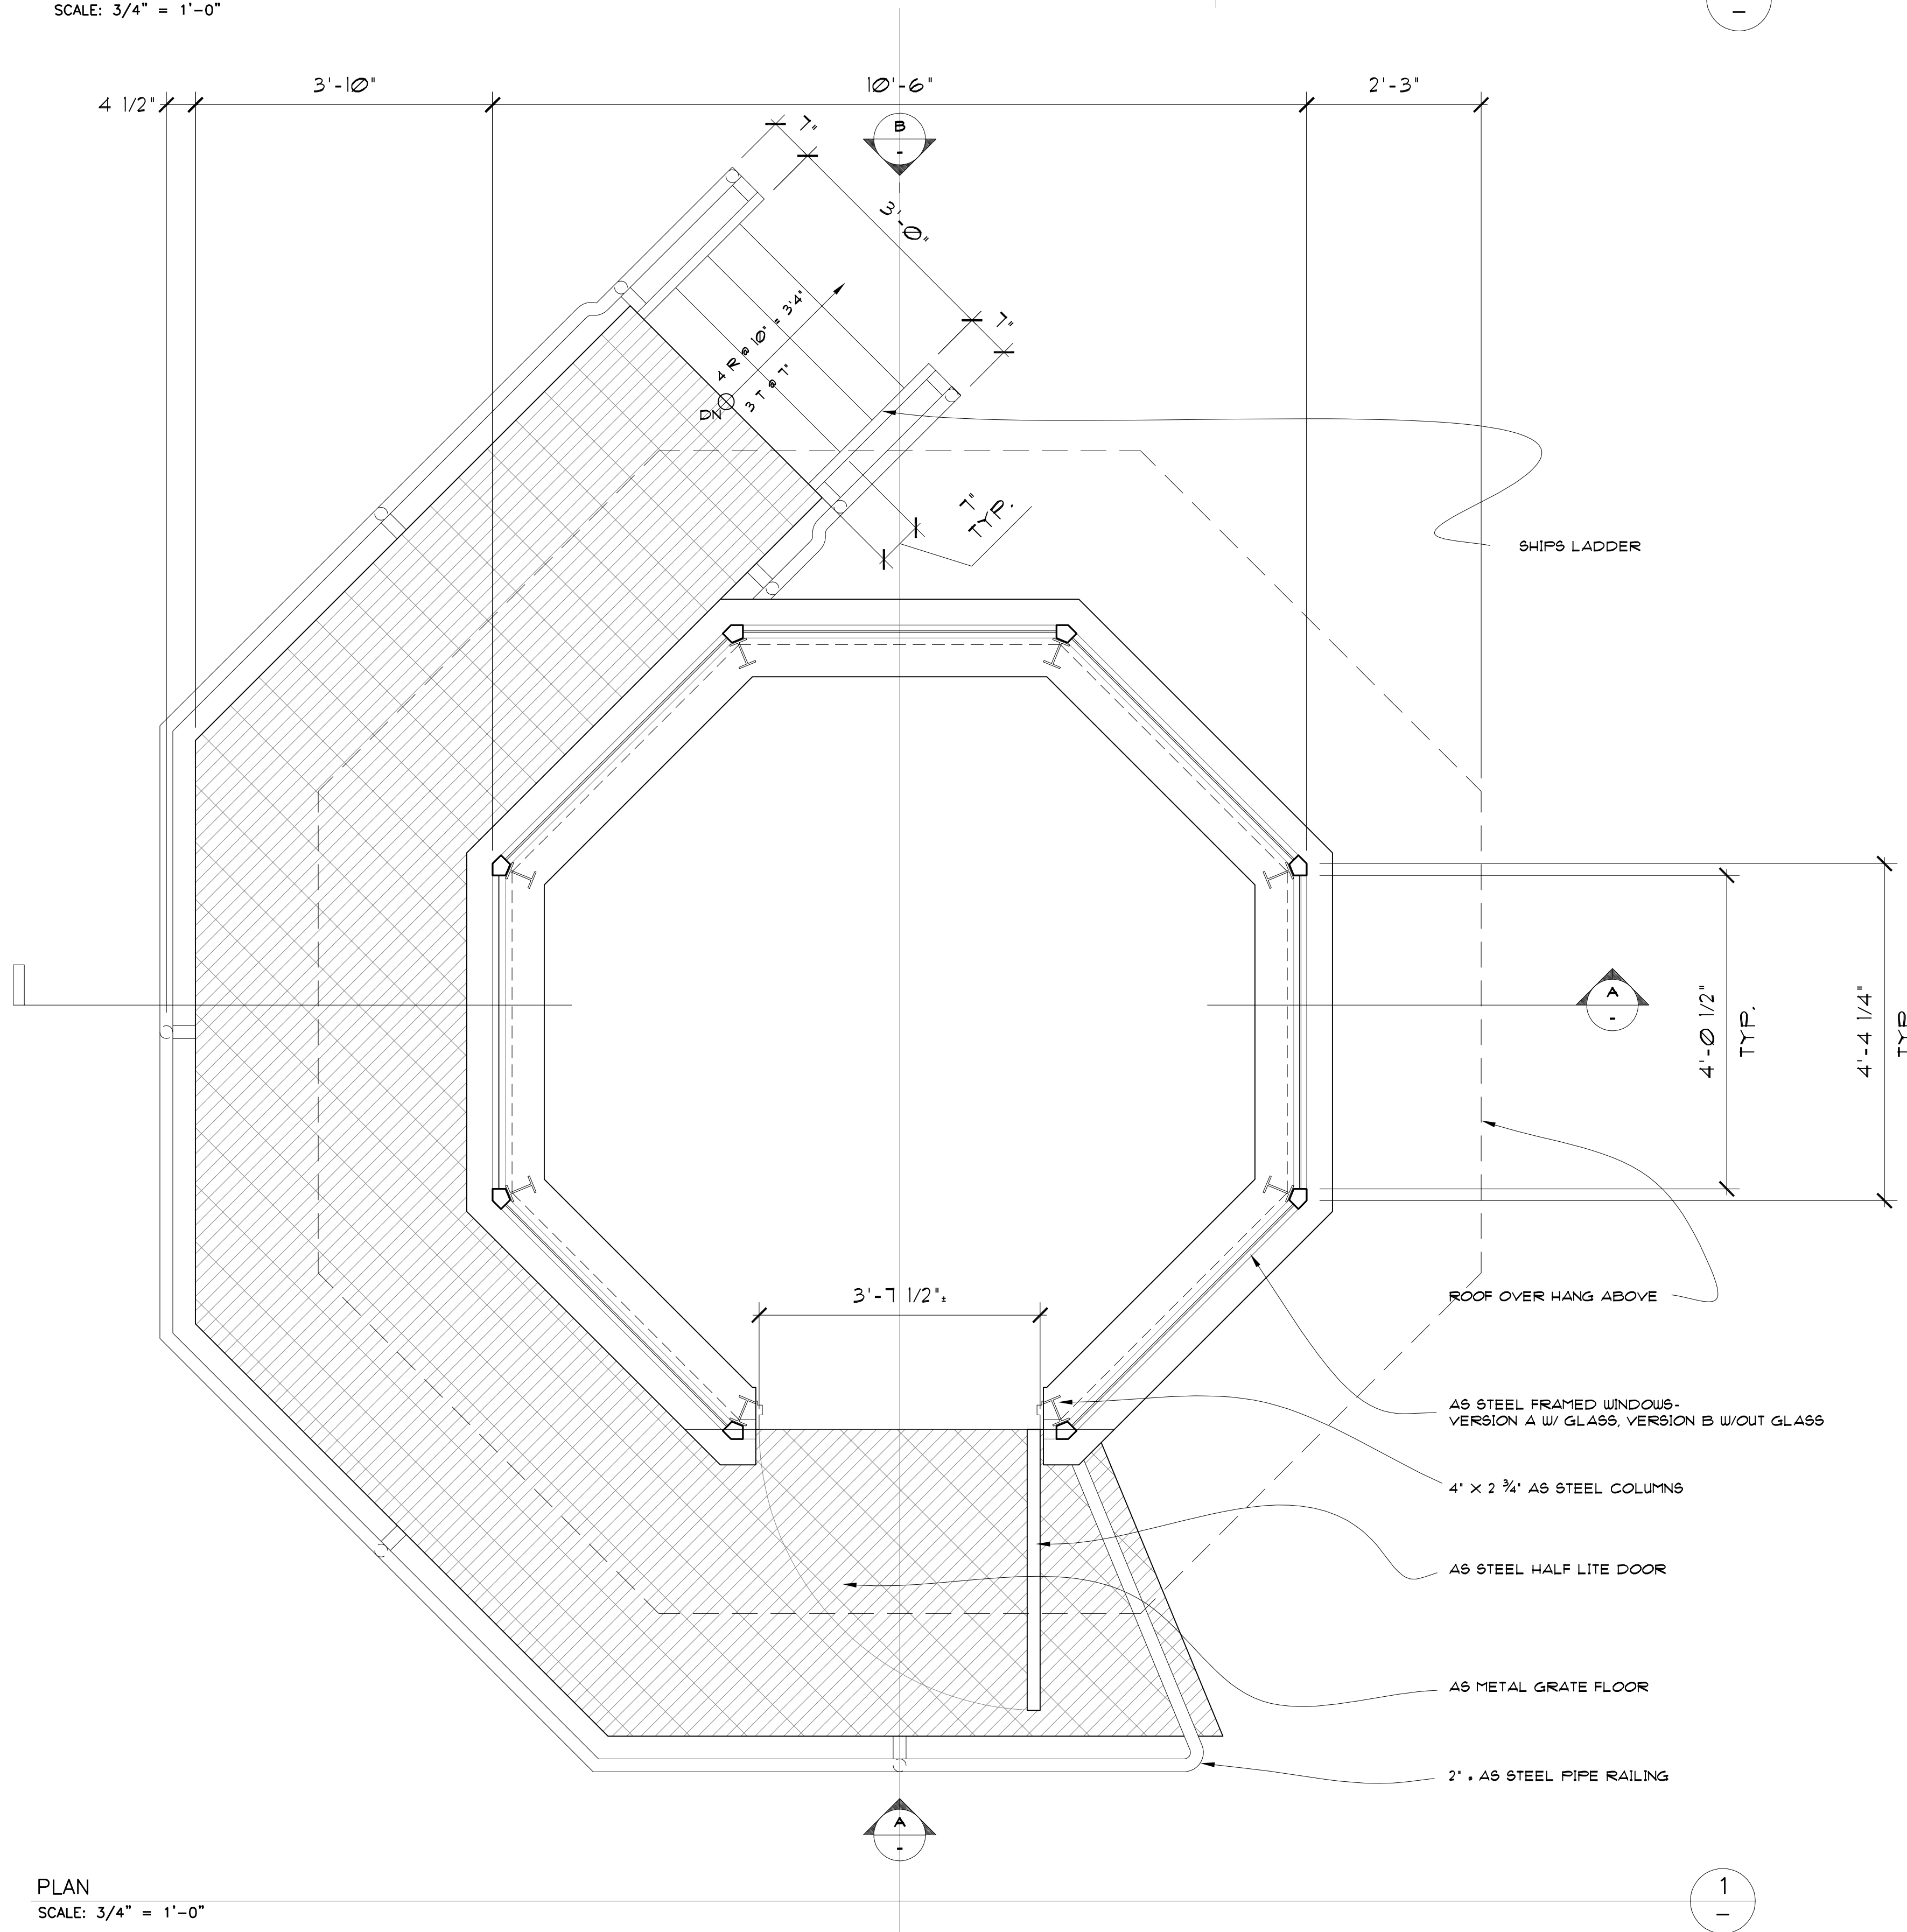 SCALE: 3/4" = 1'-0"
–
3'-10"
10'-6"
2'-3"
4 1/2"
B
-
7"
3'-0"
7"
4 R @ 10" = 3'4"
3 T @ 7"
DN
7"
TYP.
SHIPS LADDER
A
-
4'-0 1/2"
TYP.
4'-4 1/4"
TYP
3'-7 1/2"±
ROOF OVER HANG ABOVE
AS STEEL FRAMED WINDOWS-
VERSION A W/ GLASS, VERSION B W/OUT GLASS
4" X 2 3/4" AS STEEL COLUMNS
AS STEEL HALF LITE DOOR
AS METAL GRATE FLOOR
2" ⌀ AS STEEL PIPE RAILING
A
-
PLAN
1
SCALE: 3/4" = 1'-0"
–